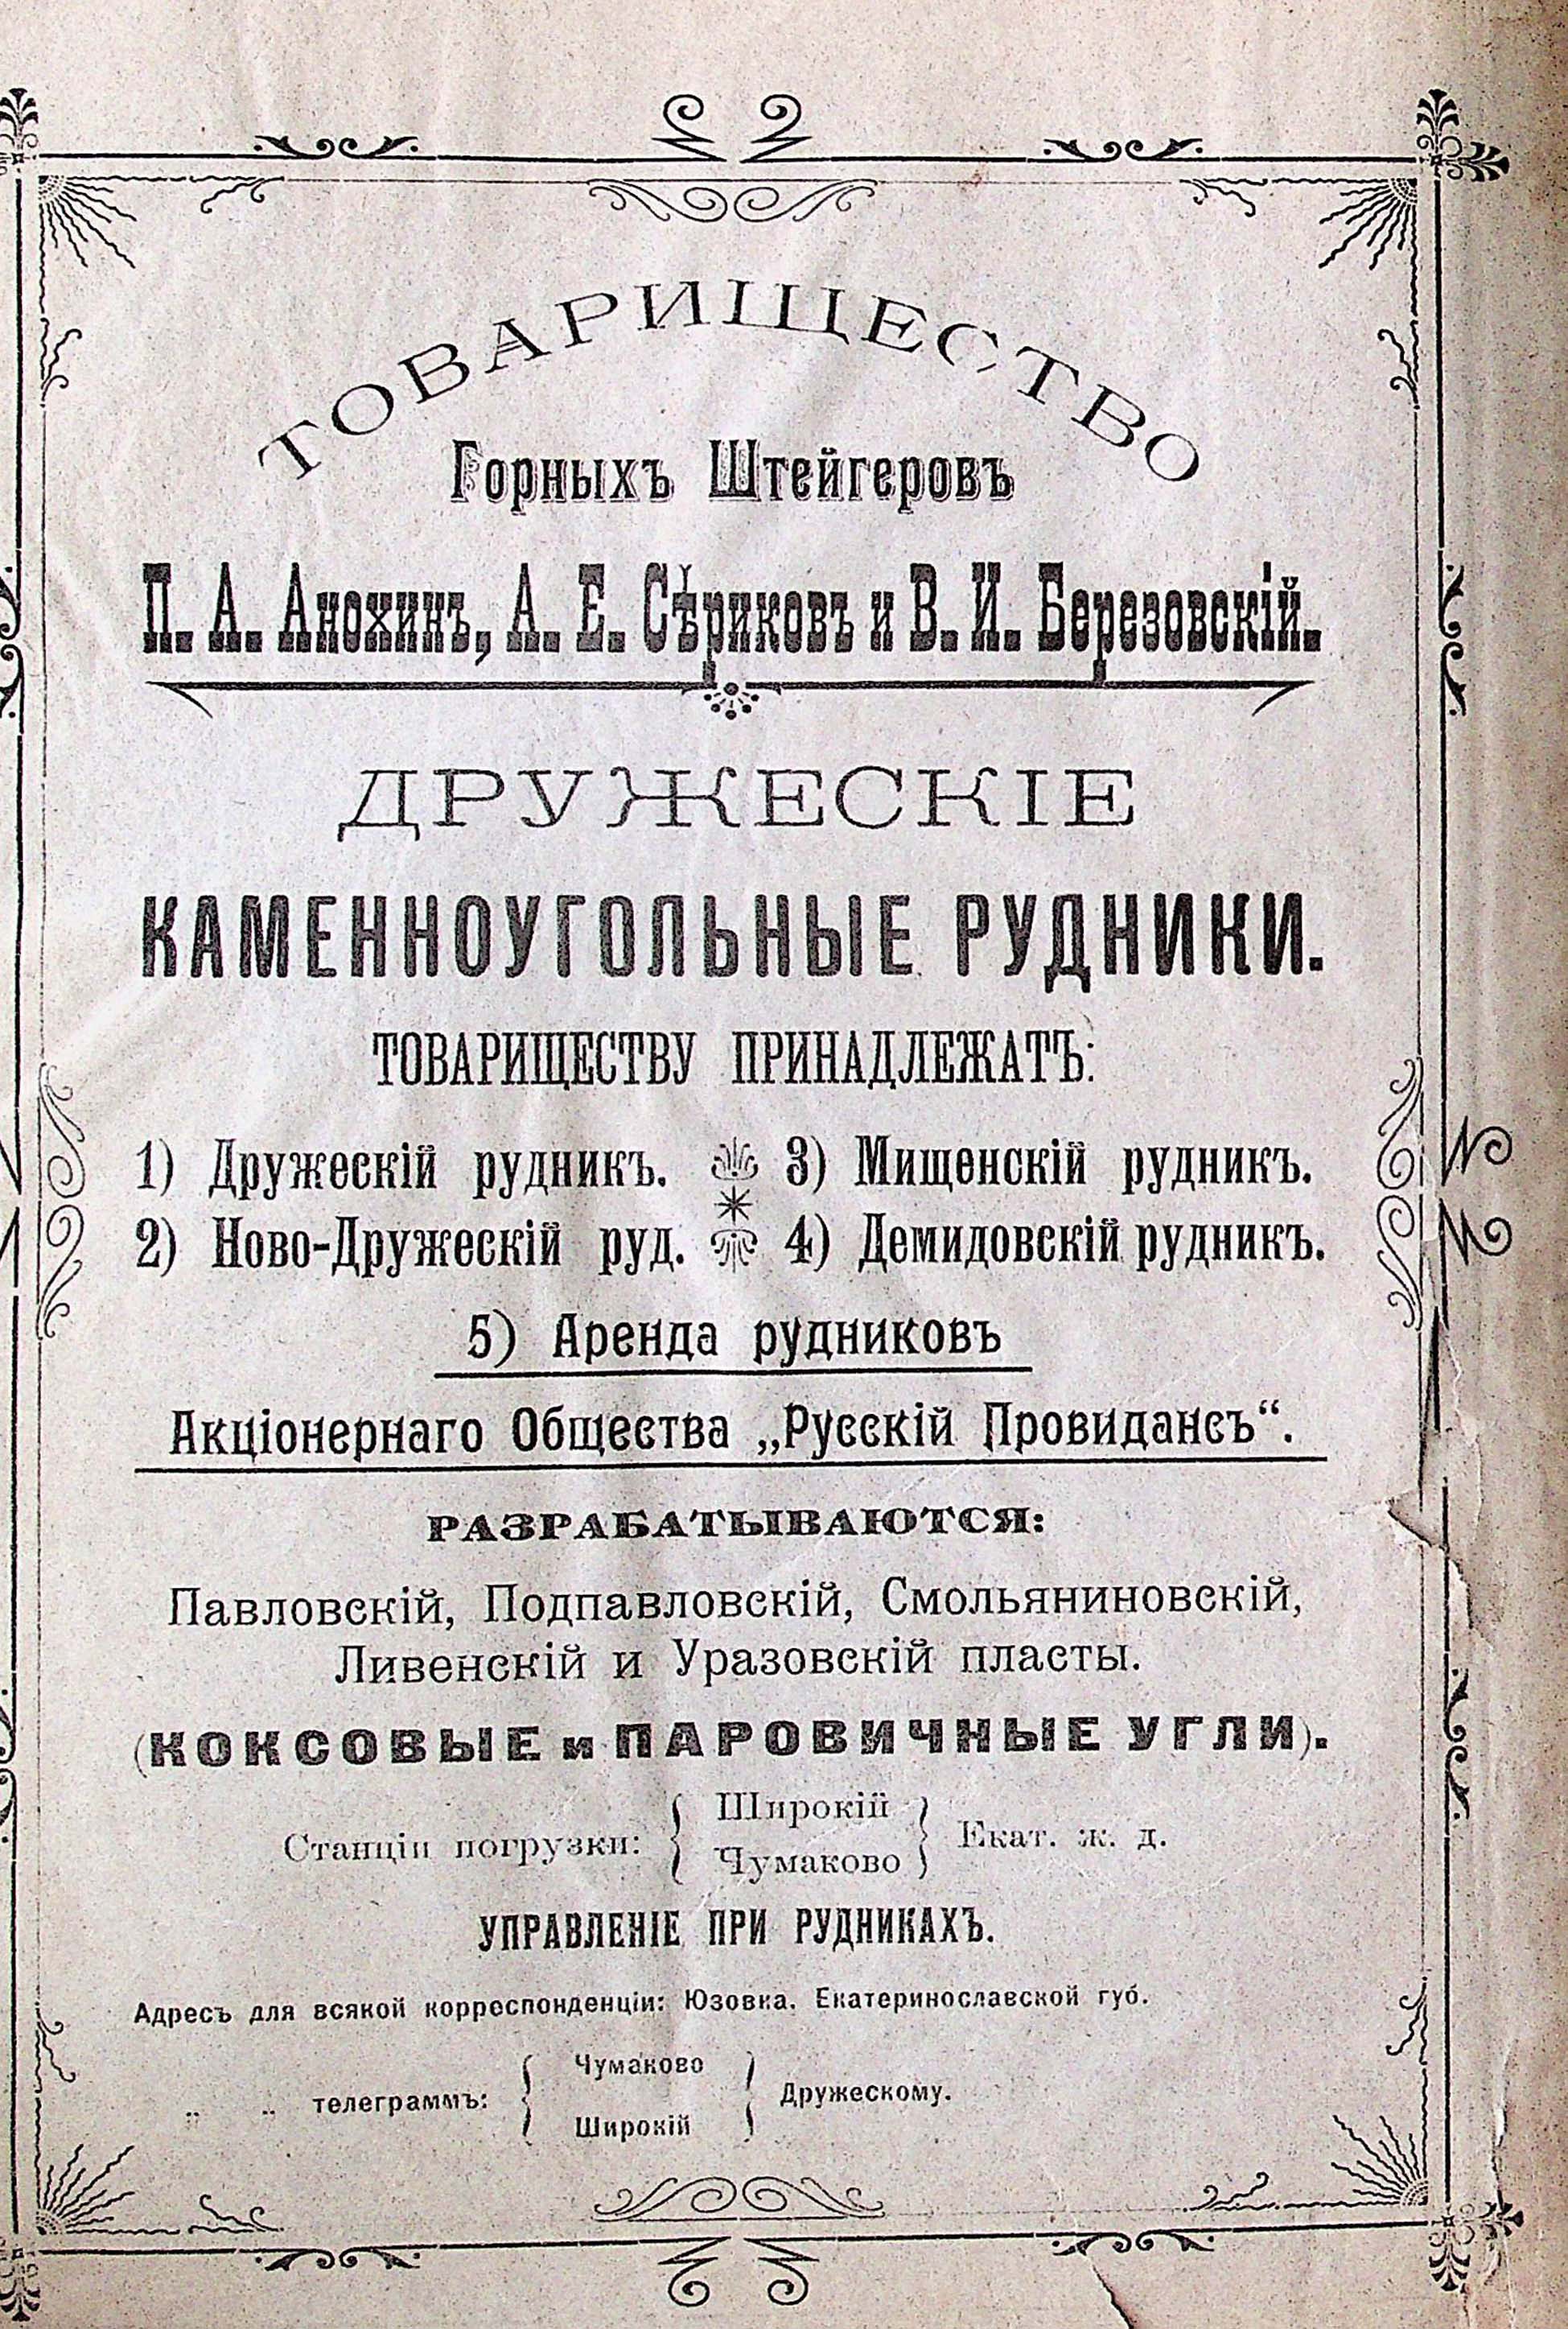 ТОВАРИЩЕСТВО
Горныхъ Штейгеровъ
П. А. Анохинъ, А. Е. Сѣриковъ и В. И. Березовскій.
ДРУЖЕСКІЕ
КАМЕННОУГОЛЬНЫЕ РУДНИКИ.
ТОВАРИЩЕСТВУ ПРИНАДЛЕЖАТЪ:
1) Дружескій рудникъ. 3) Мищенскій рудникъ.
2) Ново-Дружескій руд. 4) Демидовскій рудникъ.
5) Аренда рудниковъ
Акціонернаго Общества „Русскій Провидансъ“.
РАЗРАБАТЫВАЮТСЯ:
Павловскій, Подпавловскій, Смольяниновскій,
Ливенскій и Уразовскій пласты.
(КОКСОВЫЕ и ПАРОВИЧНЫЕ УГЛИ).
Станціи погрузки: { Широкій Чумаково } Екат. ж. д.
УПРАВЛЕНІЕ ПРИ РУДНИКАХЪ.
Адресъ для всякой корреспонденціи: Юзовка. Екатеринославской губ.
„ „ телеграммъ: { Чумаково Широкій } Дружескому.